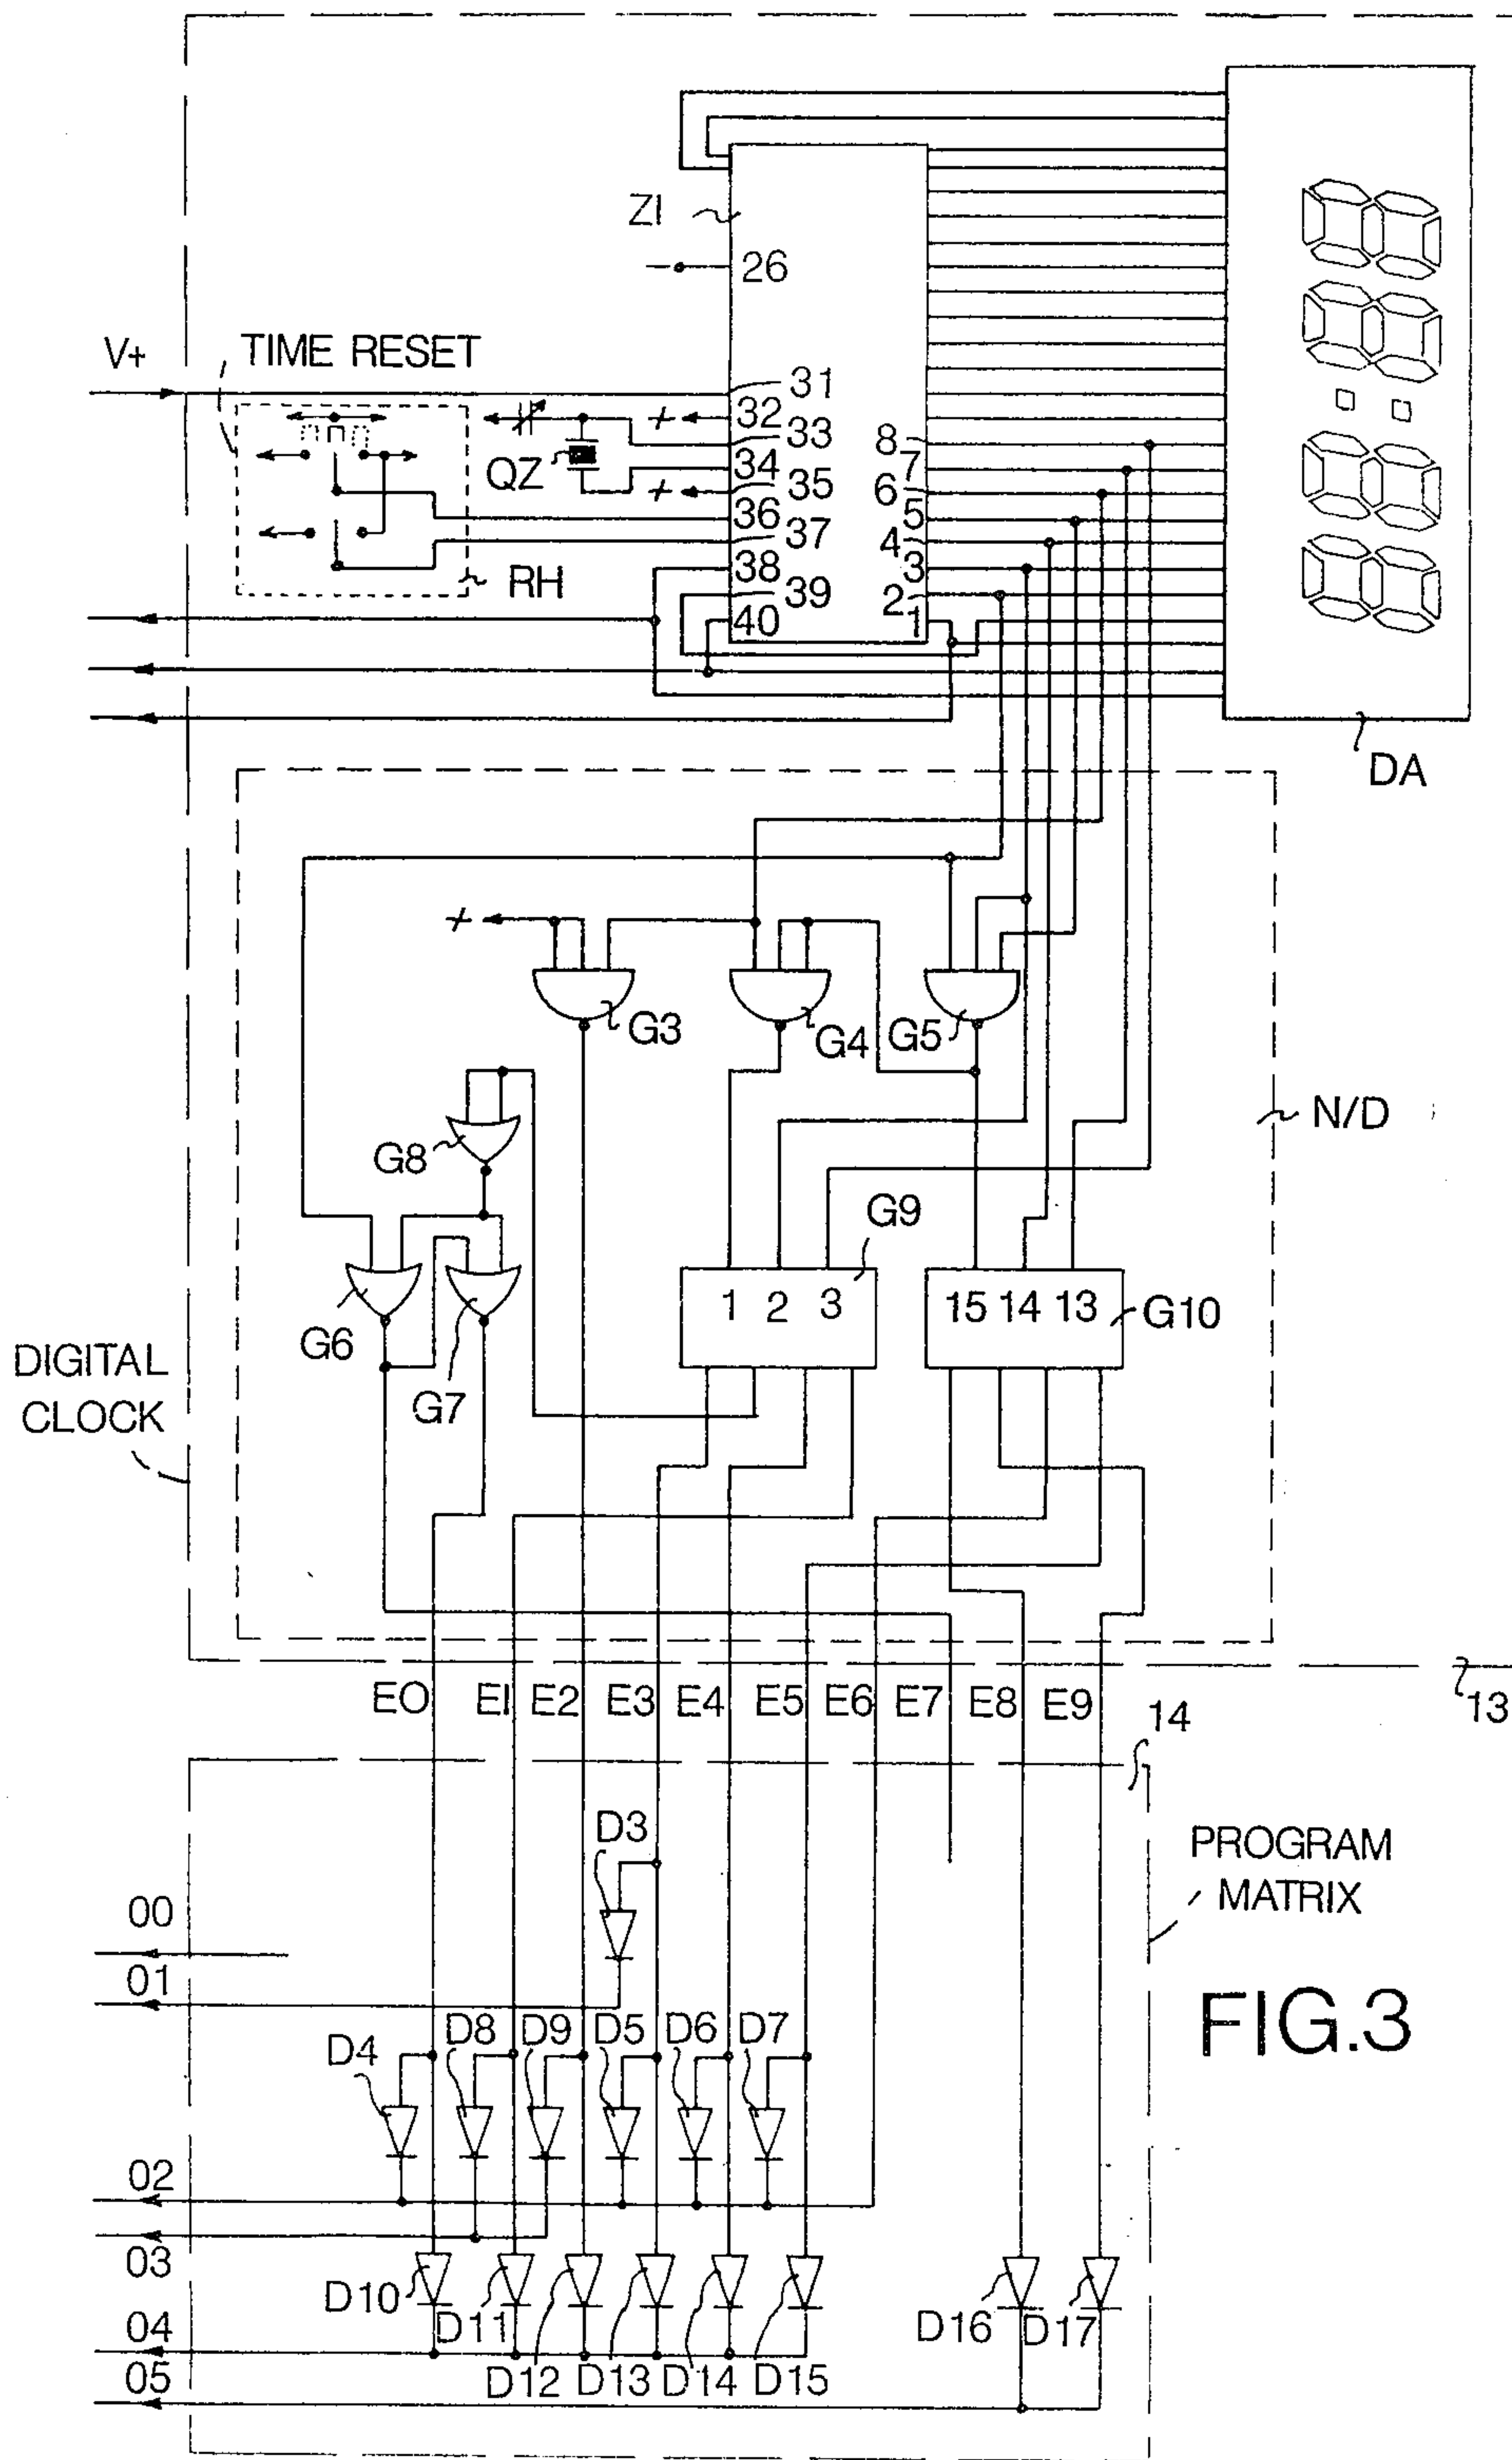 ZI
26
V+
TIME RESET
31
32
33
34
35
36
37
38
39
40
8
7
6
5
4
3
2
1
+
+
QZ
RH
DA
+
G3
G4
G5
N/D
G8
G9
1 2 3
15 14 13
G10
G6
G7
DIGITAL
CLOCK
EO EI E2 E3 E4 E5 E6 E7 E8 E9
13
14
D3
PROGRAM
MATRIX
00
01
FIG.3
D4 D8 D9 D5 D6 D7
02
03
D10 D11 D12 D13 D14 D15 D16 D17
04
05